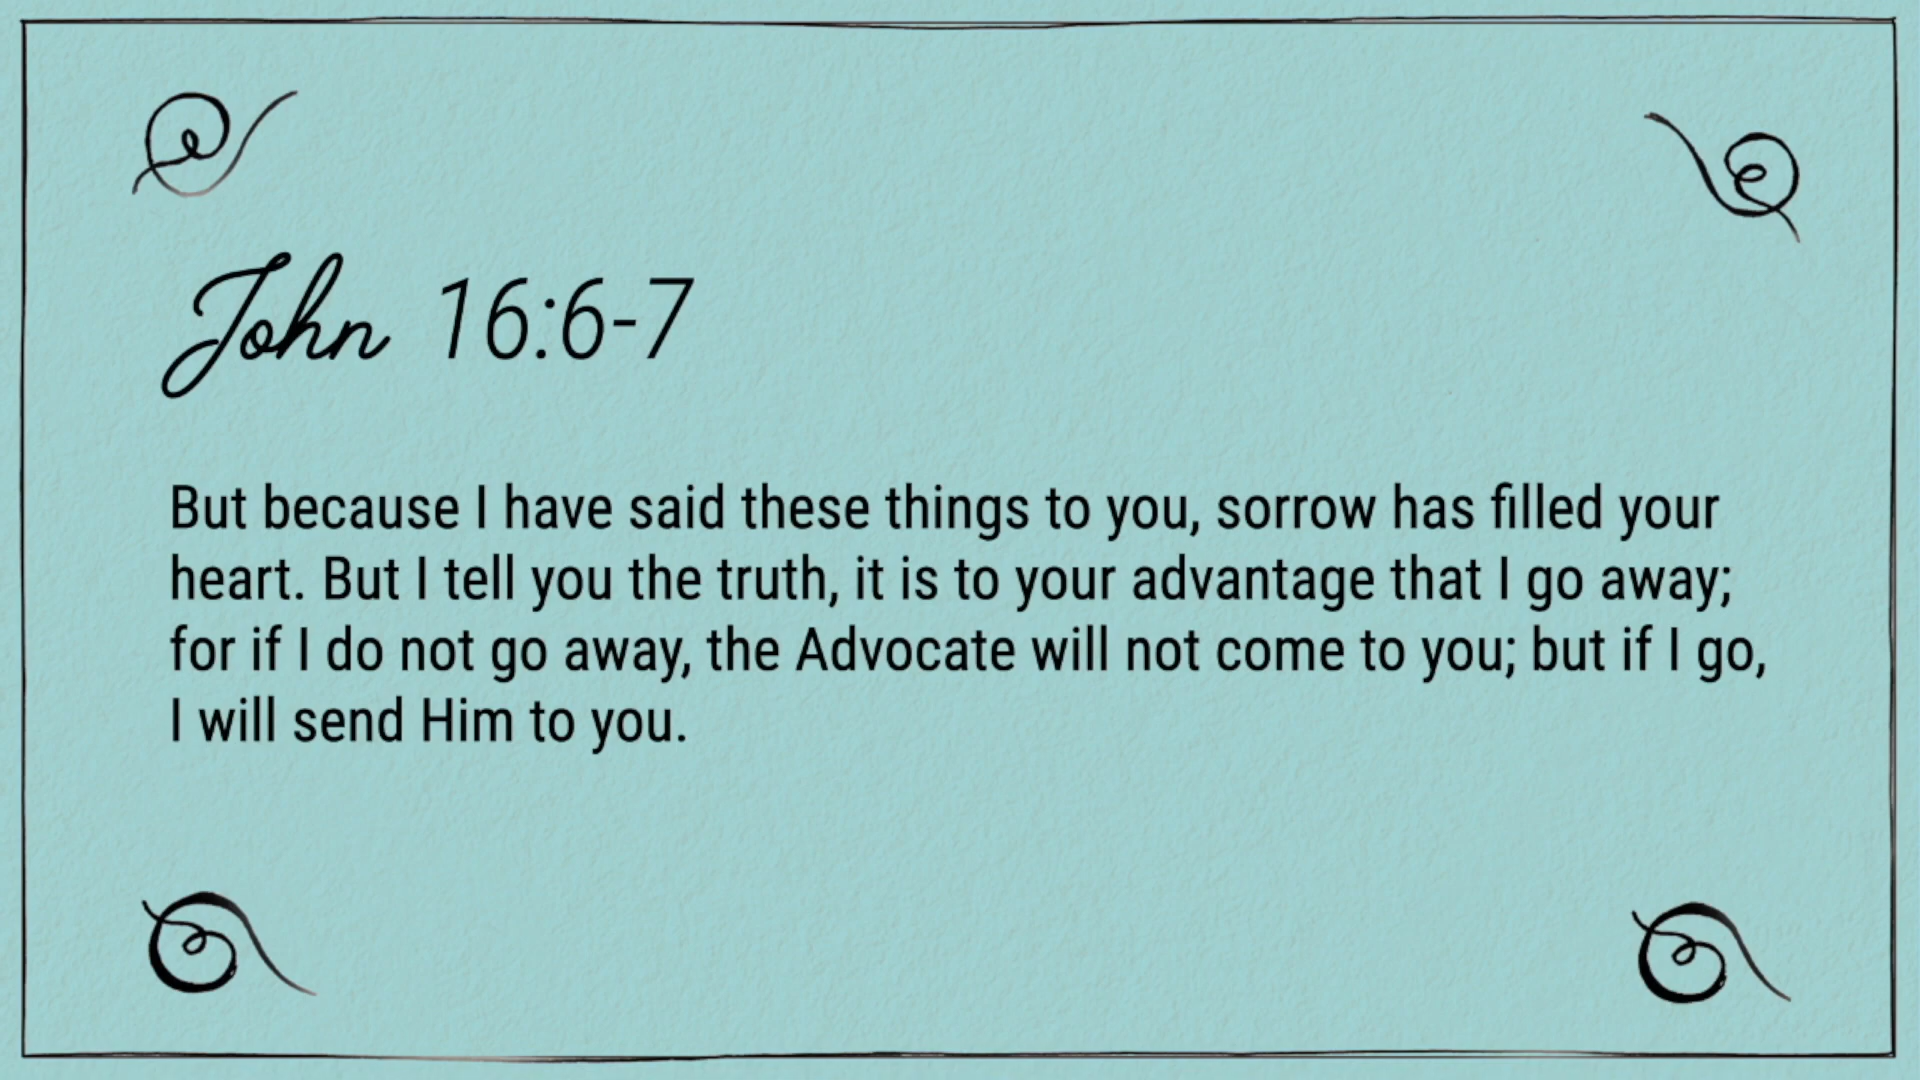 John 16:6-7
But because I have said these things to you, sorrow has filled your
heart. But I tell you the truth, it is to your advantage that I go away;
for if I do not go away, the Advocate will not come to you; but if I go,
I will send Him to you.